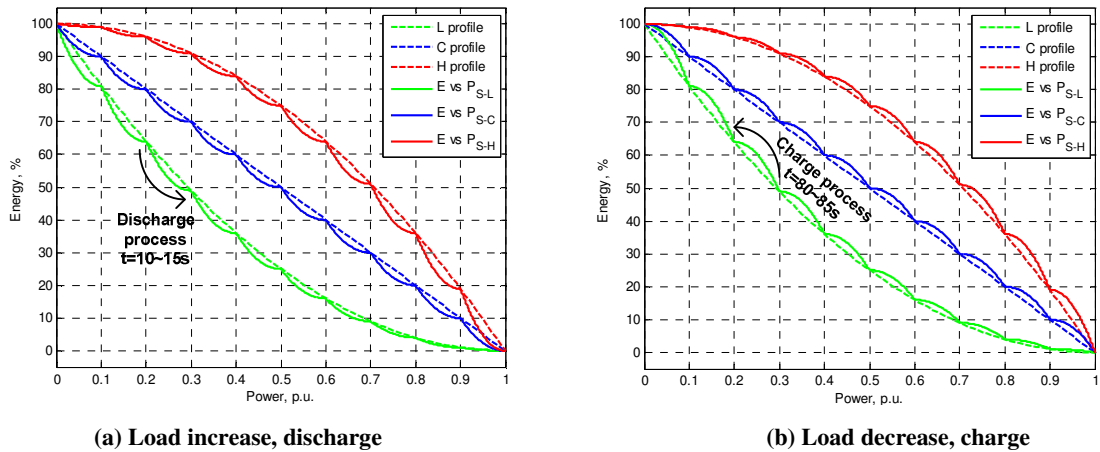 100
90
80
70
60
50
40
30
20
10
0
Energy, %
0 0.1 0.2 0.3 0.4 0.5 0.6 0.7 0.8 0.9 1
Power, p.u.
L profile
C profile
H profile
E vs PS-L
E vs PS-C
E vs PS-H
Discharge
process
t=10~15s
(a) Load increase, discharge
100
90
80
70
60
50
40
30
20
10
0
Energy, %
0 0.1 0.2 0.3 0.4 0.5 0.6 0.7 0.8 0.9 1
Power, p.u.
L profile
C profile
H profile
E vs PS-L
E vs PS-C
E vs PS-H
Charge process
t=80~85s
(b) Load decrease, charge